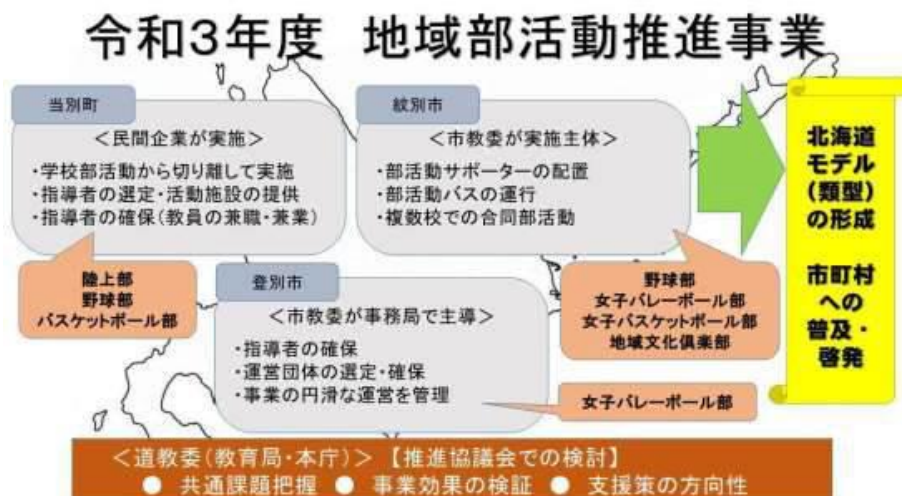 令和3年度 地域部活動推進事業
当別町
<民間企業が実施>
・学校部活動から切り離して実施
・指導者の選定・活動施設の提供
・指導者の確保(教員の兼職・兼業)
陸上部
野球部
バスケットボール部
紋別市
<市教委が実施主体>
・部活動サポーターの配置
・部活動バスの運行
・複数校での合同部活動
野球部
女子バレーボール部
女子バスケットボール部
地域文化倶楽部
登別市
<市教委が事務局で主導>
・指導者の確保
・運営団体の選定・確保
・事業の円滑な運営を管理
女子バレーボール部
北海道
モデル
(類型)
の形成
市町村
への
普及・
啓発
<道教委(教育局・本庁)> 【推進協議会での検討】
● 共通課題把握 ● 事業効果の検証 ● 支援策の方向性